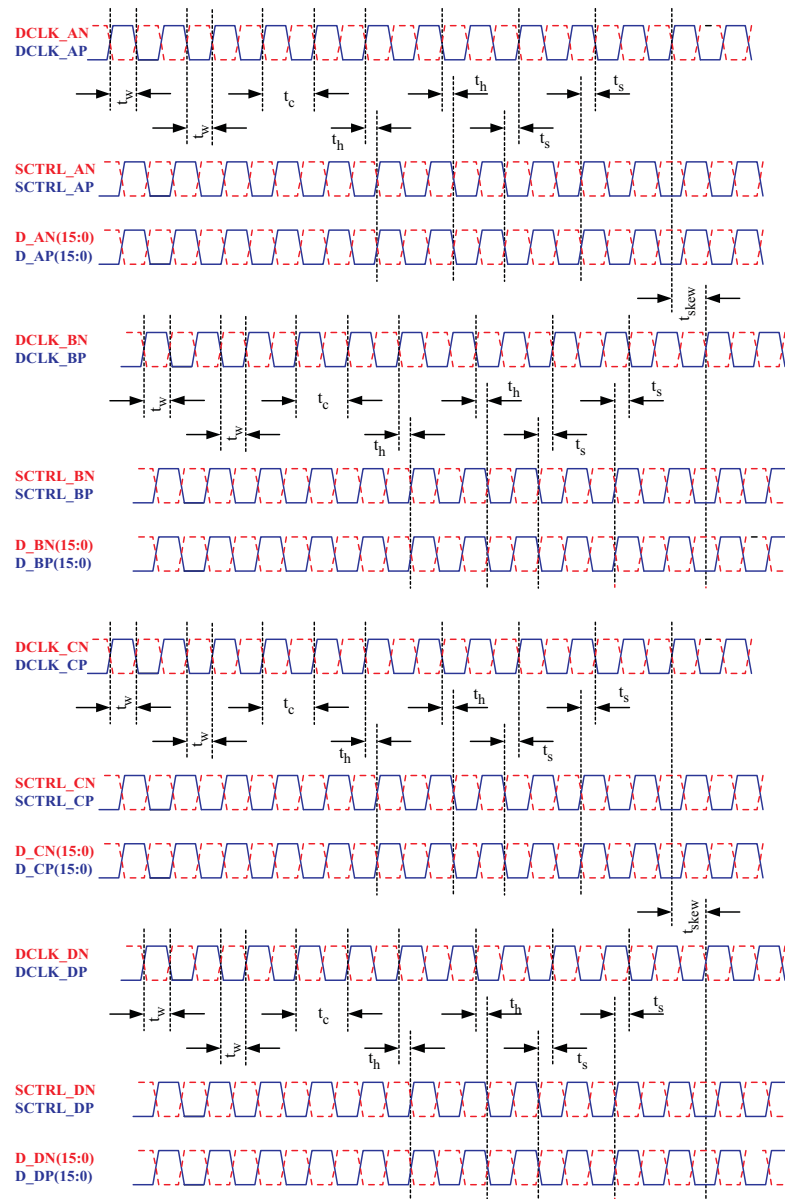 DCLK_AN
DCLK_AP
t_w
t_c
t_h
t_s
t_w
t_h
t_s
SCTRL_AN
SCTRL_AP
D_AN(15:0)
D_AP(15:0)
t_skew
DCLK_BN
DCLK_BP
t_w
t_c
t_h
t_s
t_w
t_h
t_s
SCTRL_BN
SCTRL_BP
D_BN(15:0)
D_BP(15:0)
DCLK_CN
DCLK_CP
t_w
t_c
t_h
t_s
t_w
t_h
t_s
SCTRL_CN
SCTRL_CP
D_CN(15:0)
D_CP(15:0)
t_skew
DCLK_DN
DCLK_DP
t_w
t_c
t_h
t_s
t_w
t_h
t_s
SCTRL_DN
SCTRL_DP
D_DN(15:0)
D_DP(15:0)